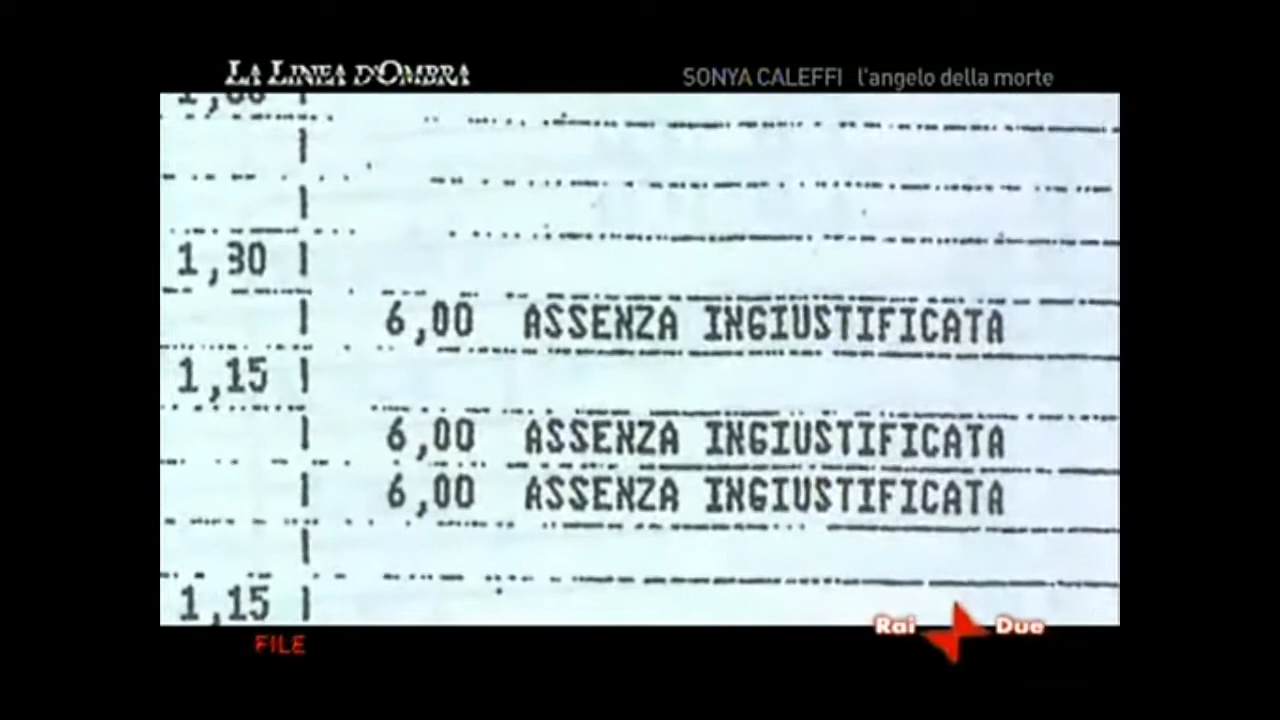 LA LINEA D'OMBRA
SONYA CALEFFI l'angelo della morte
1,30
6,00 ASSENZA INGIUSTIFICATA
1,15
6,00 ASSENZA INGIUSTIFICATA
6,00 ASSENZA INGIUSTIFICATA
1,15
Rai Due
FILE